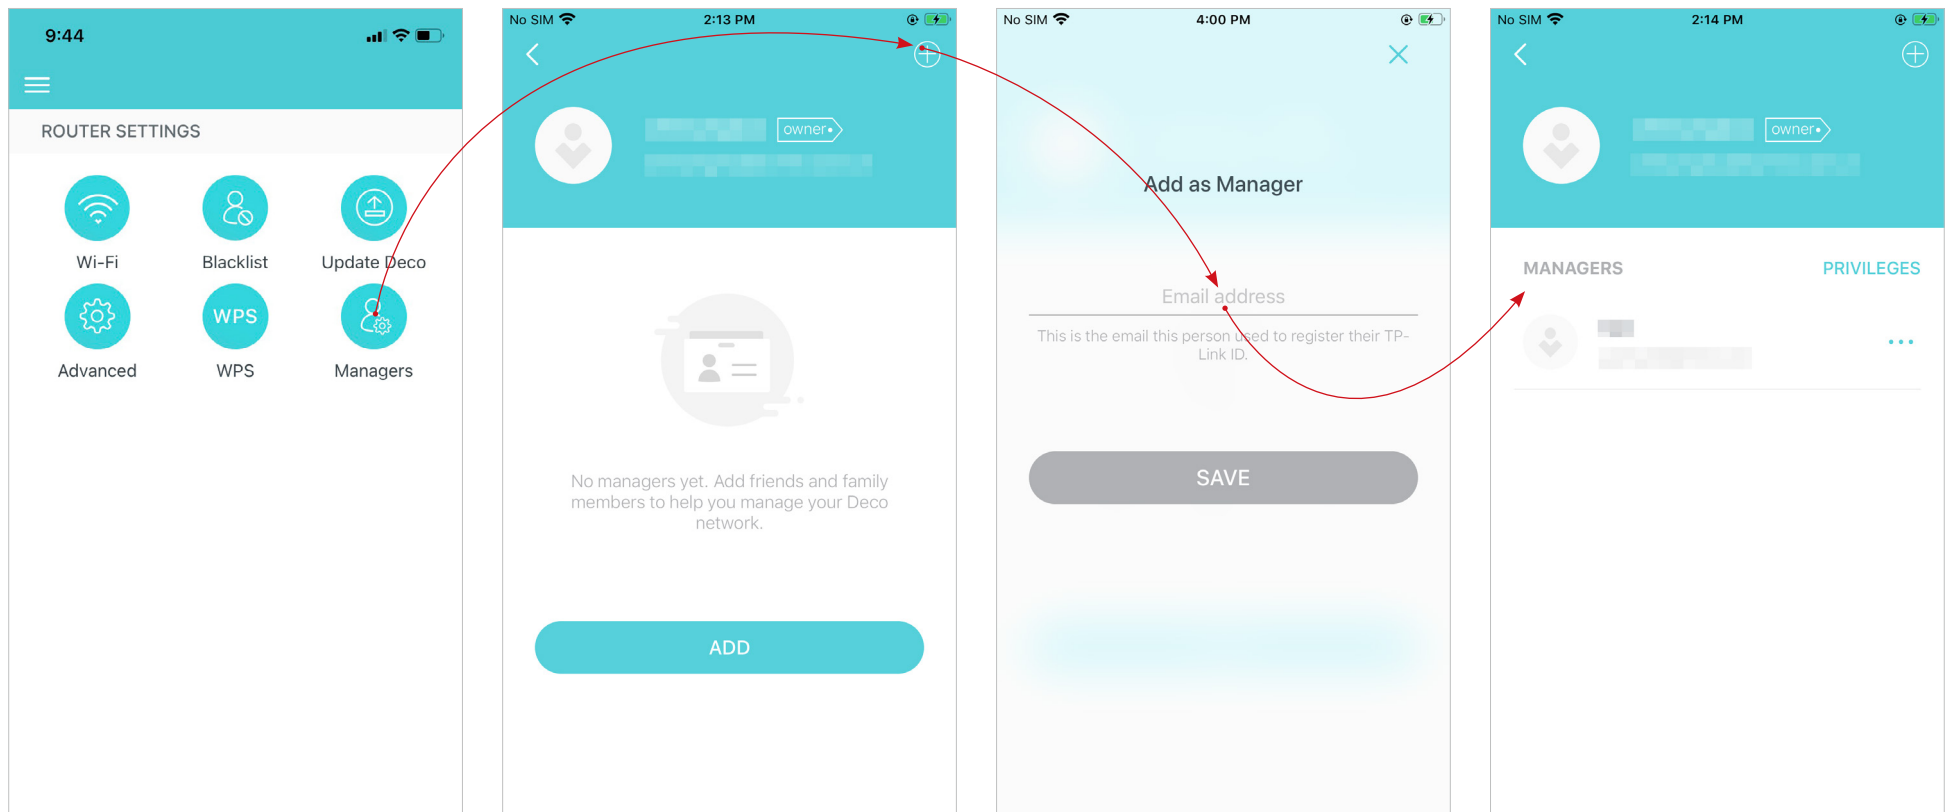 9:44
ROUTER SETTINGS
Wi-Fi
Blacklist
Update Deco
WPS
Advanced
WPS
Managers
No SIM
2:13 PM
owner
No managers yet. Add friends and family
members to help you manage your Deco
network.
ADD
No SIM
4:00 PM
Add as Manager
Email address
This is the email this person used to register their TP-
Link ID.
SAVE
No SIM
2:14 PM
owner
MANAGERS
PRIVILEGES